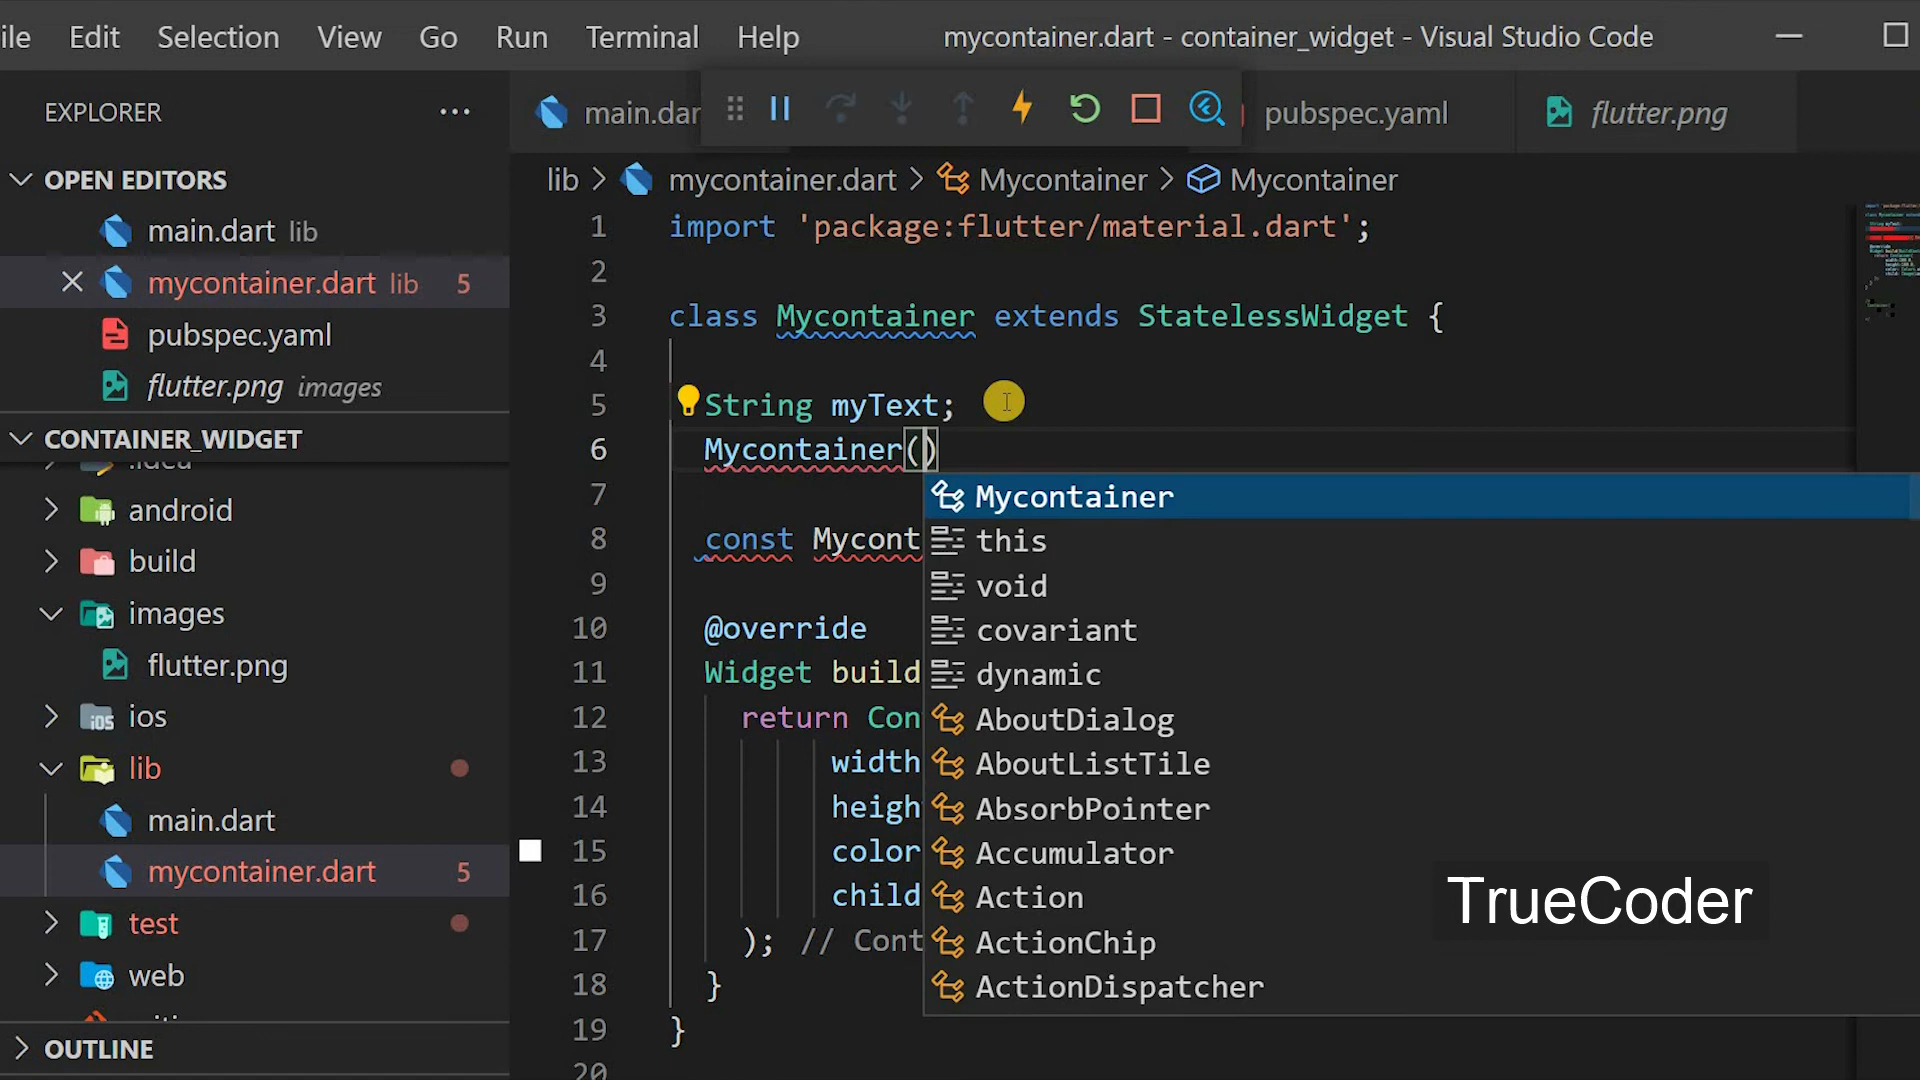 ile Edit Selection View Go Run Terminal Help mycontainer.dart - container_widget - Visual Studio Code
EXPLORER
main.dar pubspec.yaml flutter.png
OPEN EDITORS
main.dart lib
mycontainer.dart lib 5
pubspec.yaml
flutter.png images
CONTAINER_WIDGET
.idea
android
build
images
flutter.png
ios
lib
main.dart
mycontainer.dart 5
test
web
OUTLINE
lib > mycontainer.dart > Mycontainer > Mycontainer
1 import 'package:flutter/material.dart';
2
3 class Mycontainer extends StatelessWidget {
4
5 String myText;
6 Mycontainer()
7
8 const Mycont
9
10 @override
11 Widget build
12 return Con
13 width
14 heigh
15 color
16 child
17 ); // Cont
18 }
19 }
20
Mycontainer
this
void
covariant
dynamic
AboutDialog
AboutListTile
AbsorbPointer
Accumulator
Action
ActionChip
ActionDispatcher
TrueCoder